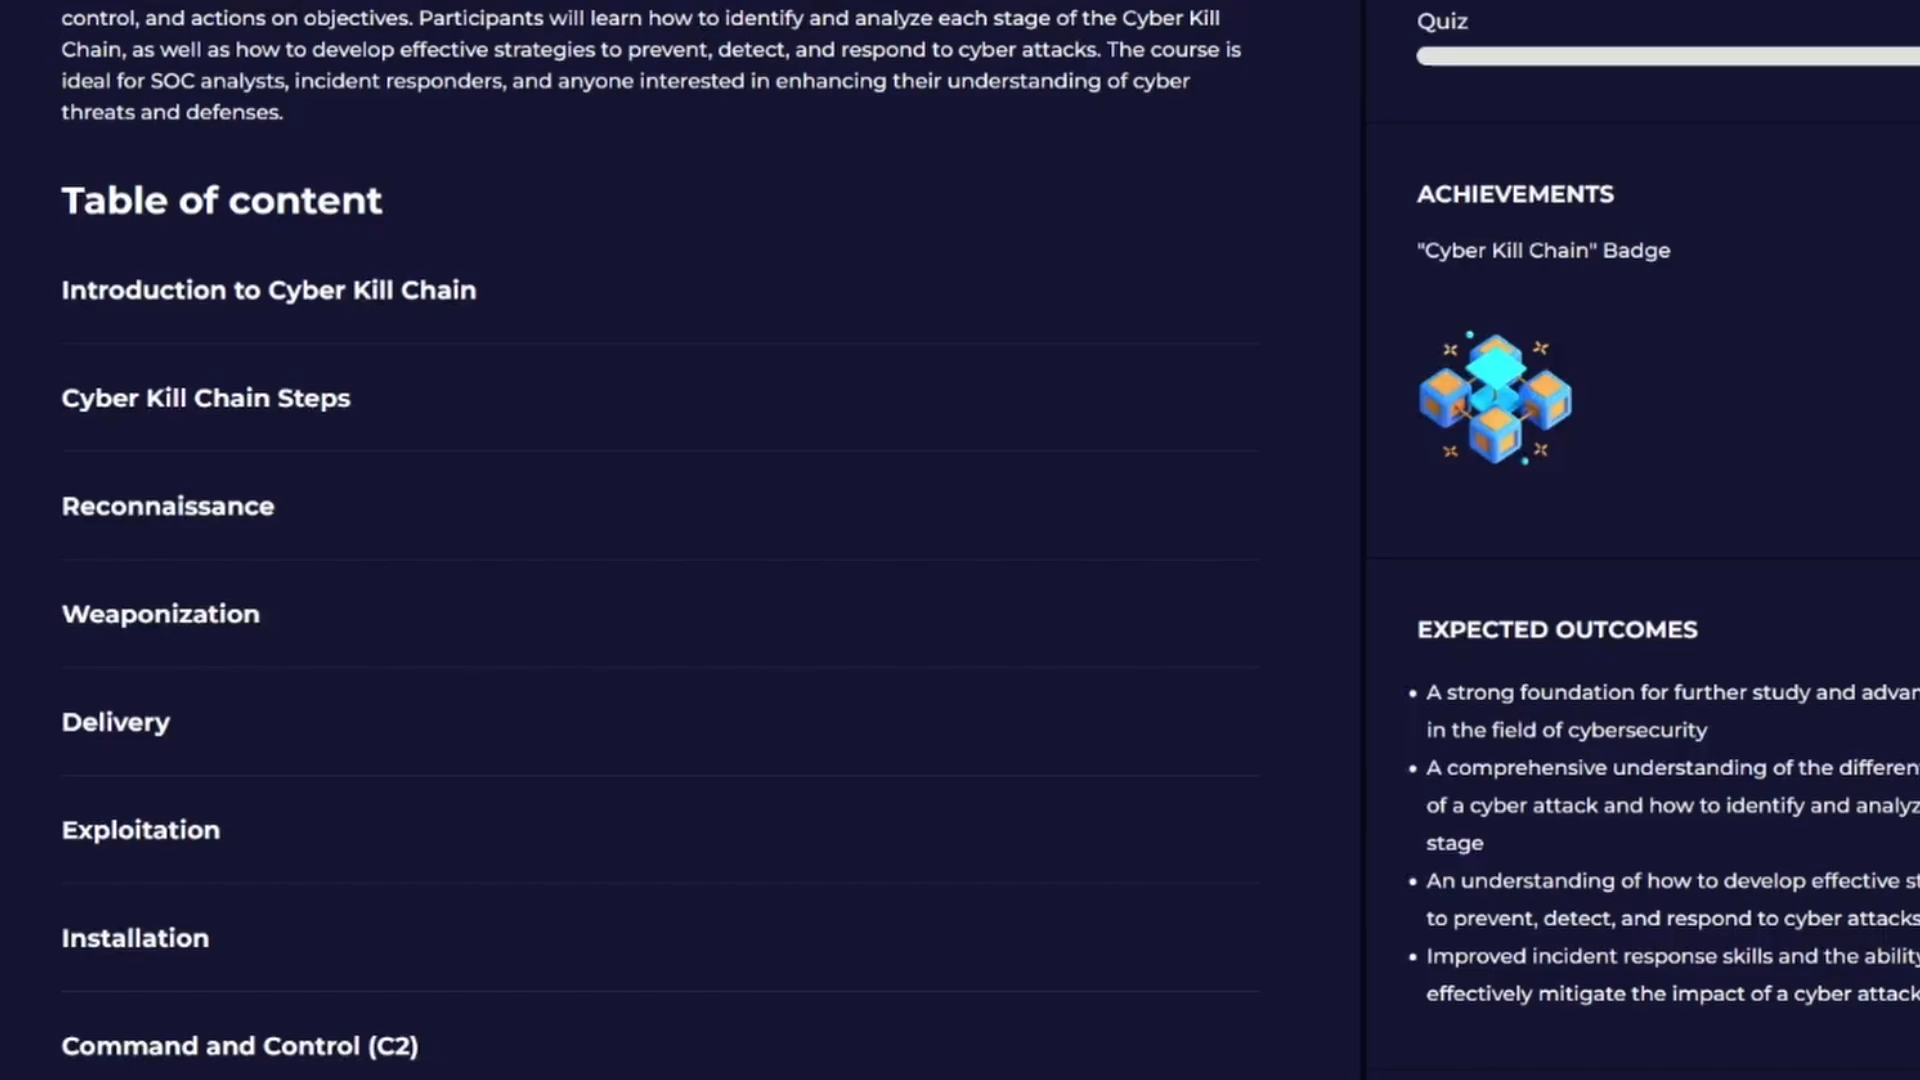 control, and actions on objectives. Participants will learn how to identify and analyze each stage of the Cyber Kill
Chain, as well as how to develop effective strategies to prevent, detect, and respond to cyber attacks. The course is
ideal for SOC analysts, incident responders, and anyone interested in enhancing their understanding of cyber
threats and defenses.
Table of content
Introduction to Cyber Kill Chain
Cyber Kill Chain Steps
Reconnaissance
Weaponization
Delivery
Exploitation
Installation
Command and Control (C2)
Quiz
ACHIEVEMENTS
"Cyber Kill Chain" Badge
EXPECTED OUTCOMES
• A strong foundation for further study and advan
in the field of cybersecurity
• A comprehensive understanding of the differen
of a cyber attack and how to identify and analyz
stage
• An understanding of how to develop effective st
to prevent, detect, and respond to cyber attacks
• Improved incident response skills and the ability
effectively mitigate the impact of a cyber attack